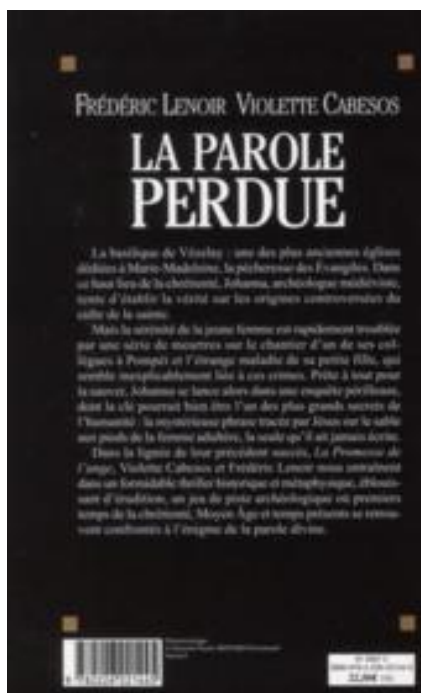 FRÉDÉRIC LENOIR VIOLETTE CABESOS
LA PAROLE
PERDUE
La basilique de Vézelay : une des plus anciennes églises
dédiées à Marie-Madeleine, la pécheresse des Évangiles. Dans
ce haut lieu de la chrétienté, Johanna, archéologue médiéviste,
tente d'établir la vérité sur les origines controversées du
culte de la sainte.
Mais la sérénité de la jeune femme est rapidement troublée
par une série de meurtres sur le chantier d'un de ses col-
lègues à Pompéi et l'étrange maladie de sa petite fille, qui
semble inexplicablement liée à ces crimes. Prête à tout pour
la sauver, Johanna se lance alors dans une enquête périlleuse,
dont la clé pourrait bien être l'un des plus grands secrets de
l'humanité : la mystérieuse phrase tracée par Jésus sur le sable
aux pieds de la femme adultère, la seule qu'il ait jamais écrite.
Dans la lignée de leur précédent succès, La Promesse de
l'ange, Violette Cabesos et Frédéric Lenoir nous entraînent
dans un formidable thriller historique et métaphysique, éblouis-
sant d'érudition, un jeu de piste archéologique où premiers
temps de la chrétienté, Moyen Âge et temps présents se retrou-
vent confrontés à l'énigme de la parole divine.